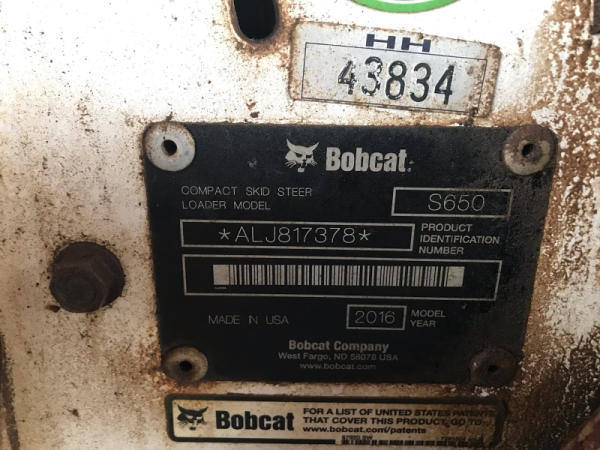 HH
43834
Bobcat
COMPACT SKID STEER
LOADER MODEL
S650
*ALJ817378*
PRODUCT
IDENTIFICATION
NUMBER
MADE IN USA
2016
MODEL
YEAR
Bobcat Company
West Fargo, ND 58078 USA
www.bobcat.com
Bobcat
FOR A LIST OF UNITED STATES PATENTS
THAT COVER THIS PRODUCT, GO TO
www.bobcat.com/patents